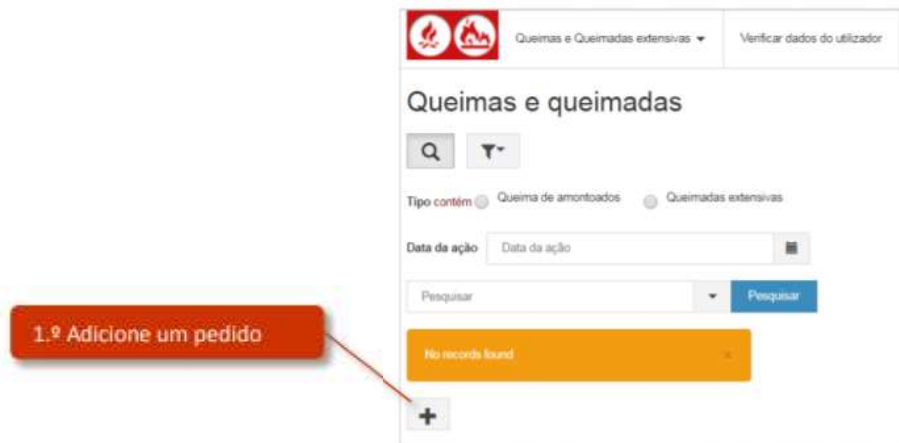 Queimas e Queimadas extensivas Verificar dados do utilizador
Queimas e queimadas
Tipo contém Queima de amontoados Queimadas extensivas
Data da ação Data da ação
Pesquisar Pesquisar
1.º Adicione um pedido
No records found ×